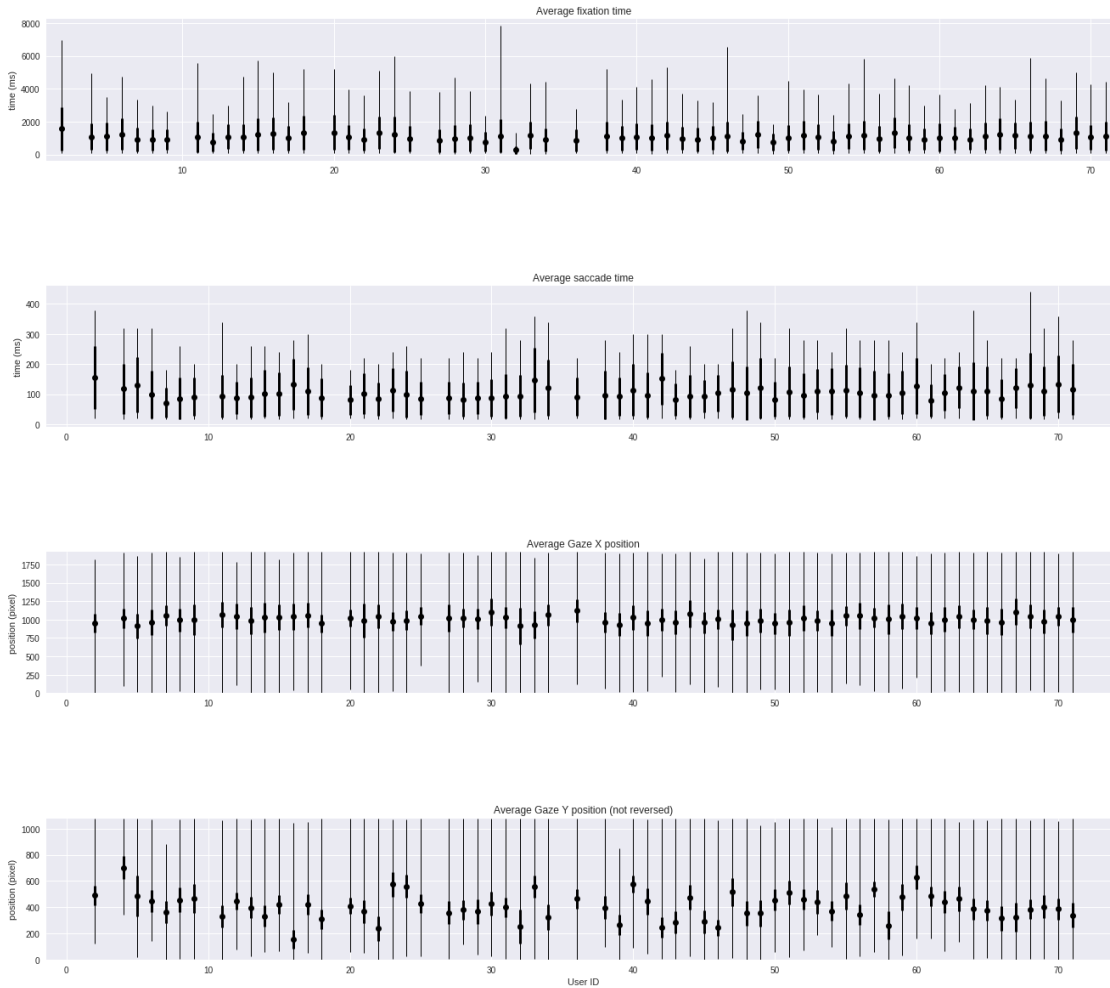 Average fixation time
8000
6000
4000
2000
0
time (ms)
10 20 30 40 50 60 70
Average saccade time
400
300
200
100
0
time (ms)
0 10 20 30 40 50 60 70
Average Gaze X position
1750
1500
1250
1000
750
500
250
0
position (pixel)
0 10 20 30 40 50 60 70
Average Gaze Y position (not reversed)
1000
800
600
400
200
0
position (pixel)
0 10 20 30 40 50 60 70
User ID